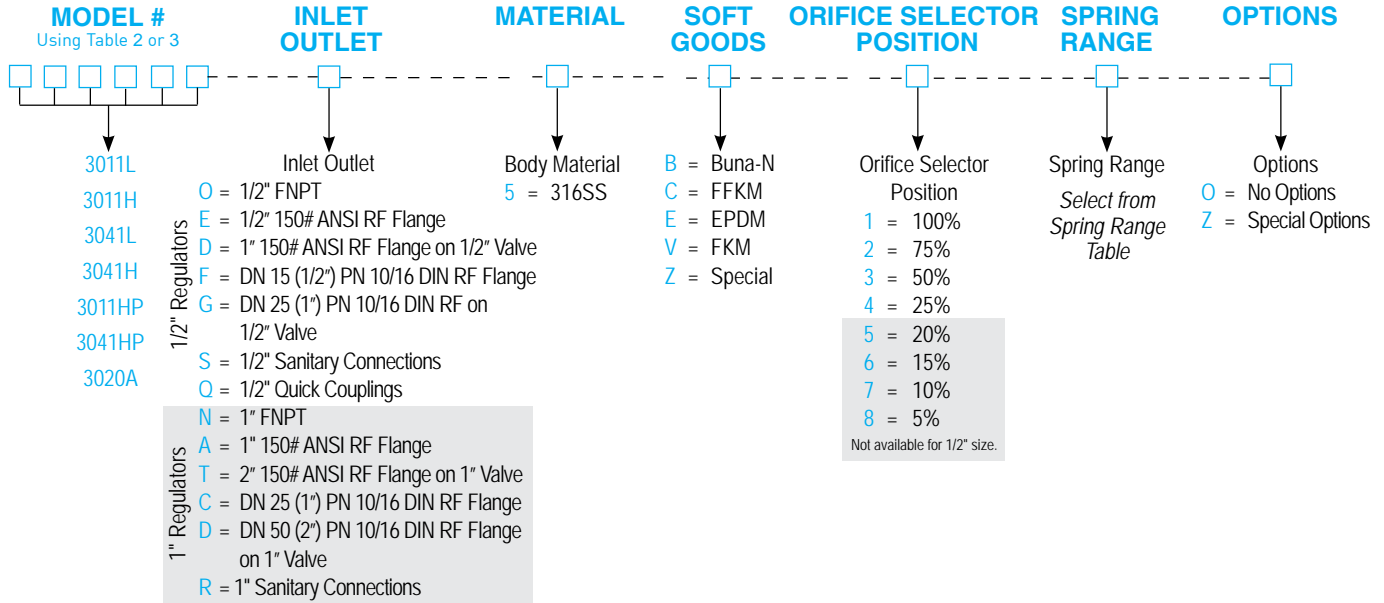 MODEL #
Using Table 2 or 3
INLET
OUTLET
MATERIAL
SOFT
GOODS
ORIFICE SELECTOR
POSITION
SPRING
RANGE
OPTIONS
3011L
3011H
3041L
3041H
3011HP
3041HP
3020A
Inlet Outlet
1/2" Regulators
O = 1/2" FNPT
E = 1/2" 150# ANSI RF Flange
D = 1" 150# ANSI RF Flange on 1/2" Valve
F = DN 15 (1/2") PN 10/16 DIN RF Flange
G = DN 25 (1") PN 10/16 DIN RF on
1/2" Valve
S = 1/2" Sanitary Connections
Q = 1/2" Quick Couplings
1" Regulators
N = 1" FNPT
A = 1" 150# ANSI RF Flange
T = 2" 150# ANSI RF Flange on 1" Valve
C = DN 25 (1") PN 10/16 DIN RF Flange
D = DN 50 (2") PN 10/16 DIN RF Flange
on 1" Valve
R = 1" Sanitary Connections
Body Material
5 = 316SS
B = Buna-N
C = FFKM
E = EPDM
V = FKM
Z = Special
Orifice Selector
Position
1 = 100%
2 = 75%
3 = 50%
4 = 25%
5 = 20%
6 = 15%
7 = 10%
8 = 5%
Not available for 1/2" size.
Spring Range
Select from
Spring Range
Table
Options
O = No Options
Z = Special Options